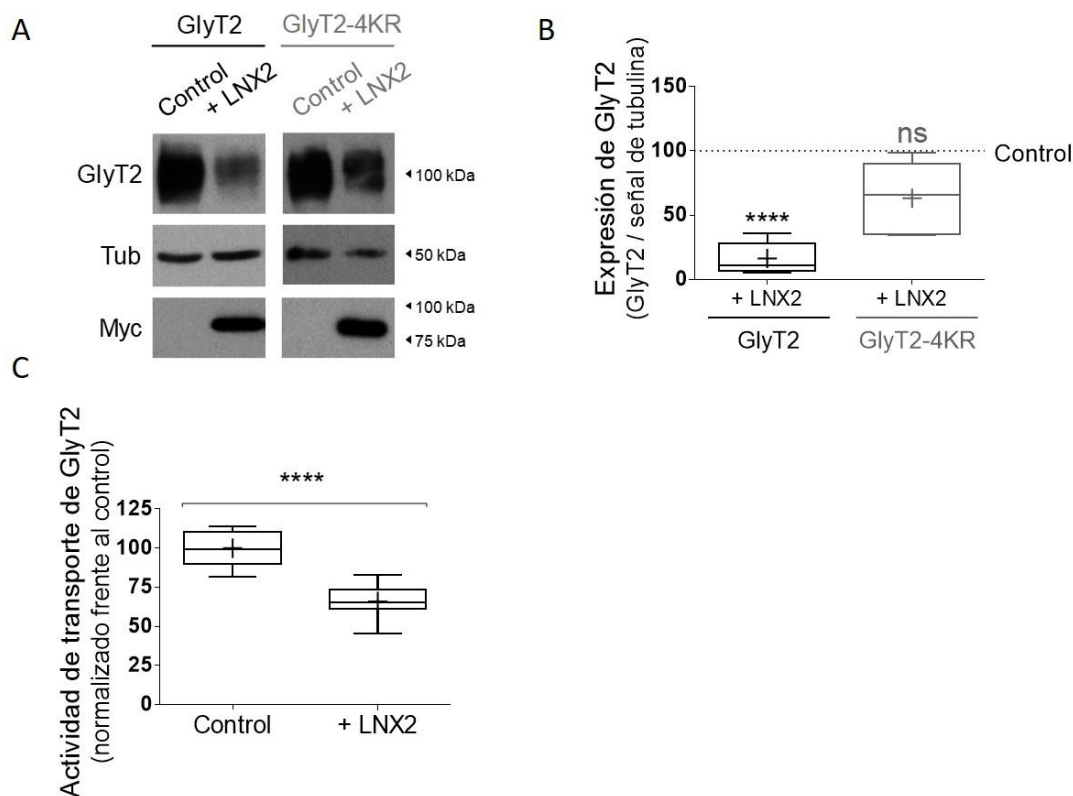 A
GlyT2 GlyT2-4KR
Control + LNX2 Control + LNX2
GlyT2 ◄ 100 kDa
Tub ◄ 50 kDa
Myc ◄ 100 kDa
◄ 75 kDa
B
Expresión de GlyT2
(GlyT2 / señal de tubulina)
150
100
50
0
**** ns
Control
+ LNX2 + LNX2
GlyT2 GlyT2-4KR
C
Actividad de transporte de GlyT2
(normalizado frente al control)
****
125
100
75
50
25
0
Control + LNX2